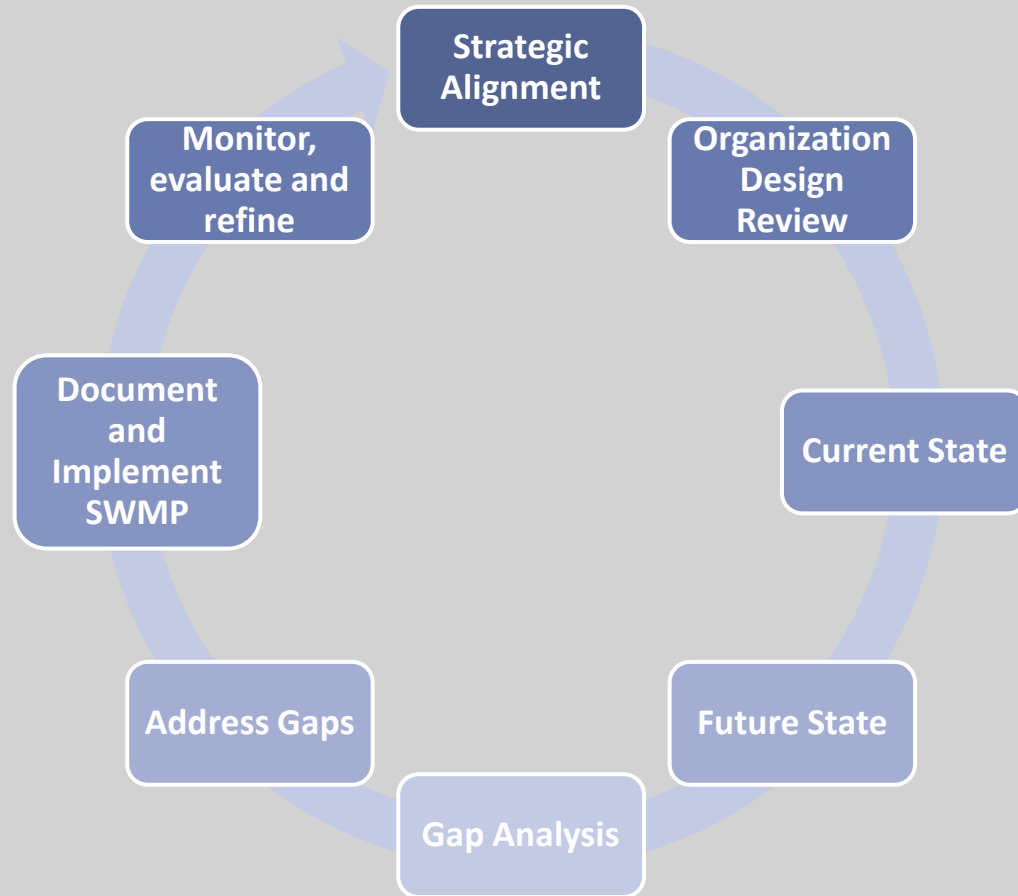 Strategic
Alignment
Organization
Design
Review
Current State
Future State
Gap Analysis
Address Gaps
Document
and
Implement
SWMP
Monitor,
evaluate and
refine